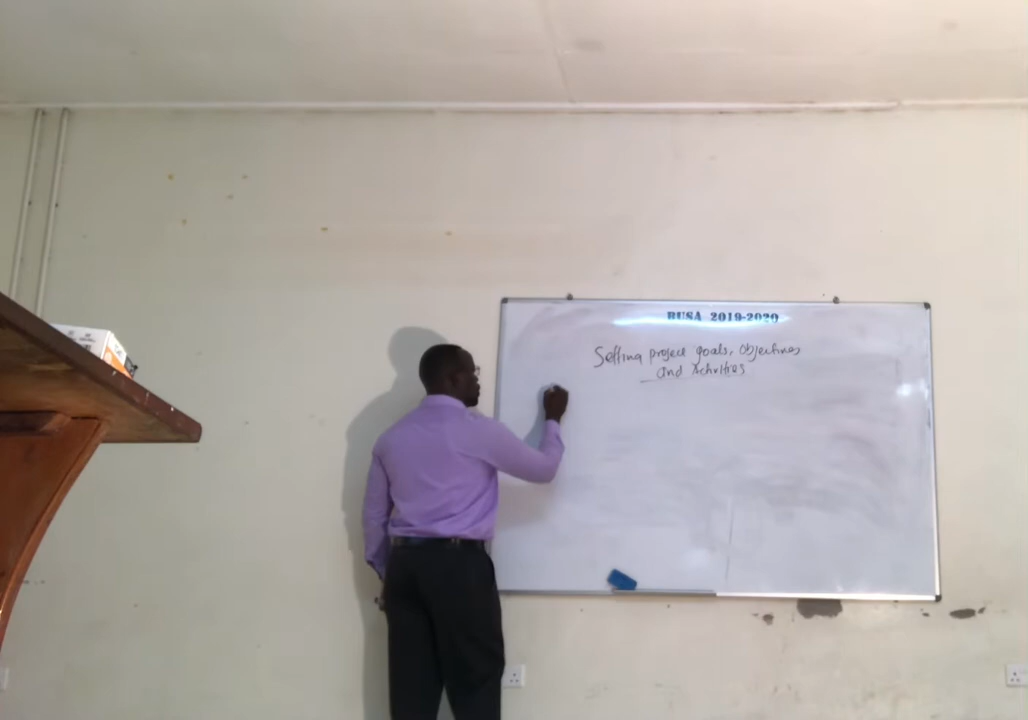 BUSA 2019-2020
Setting project goals, Objectives
and Activities